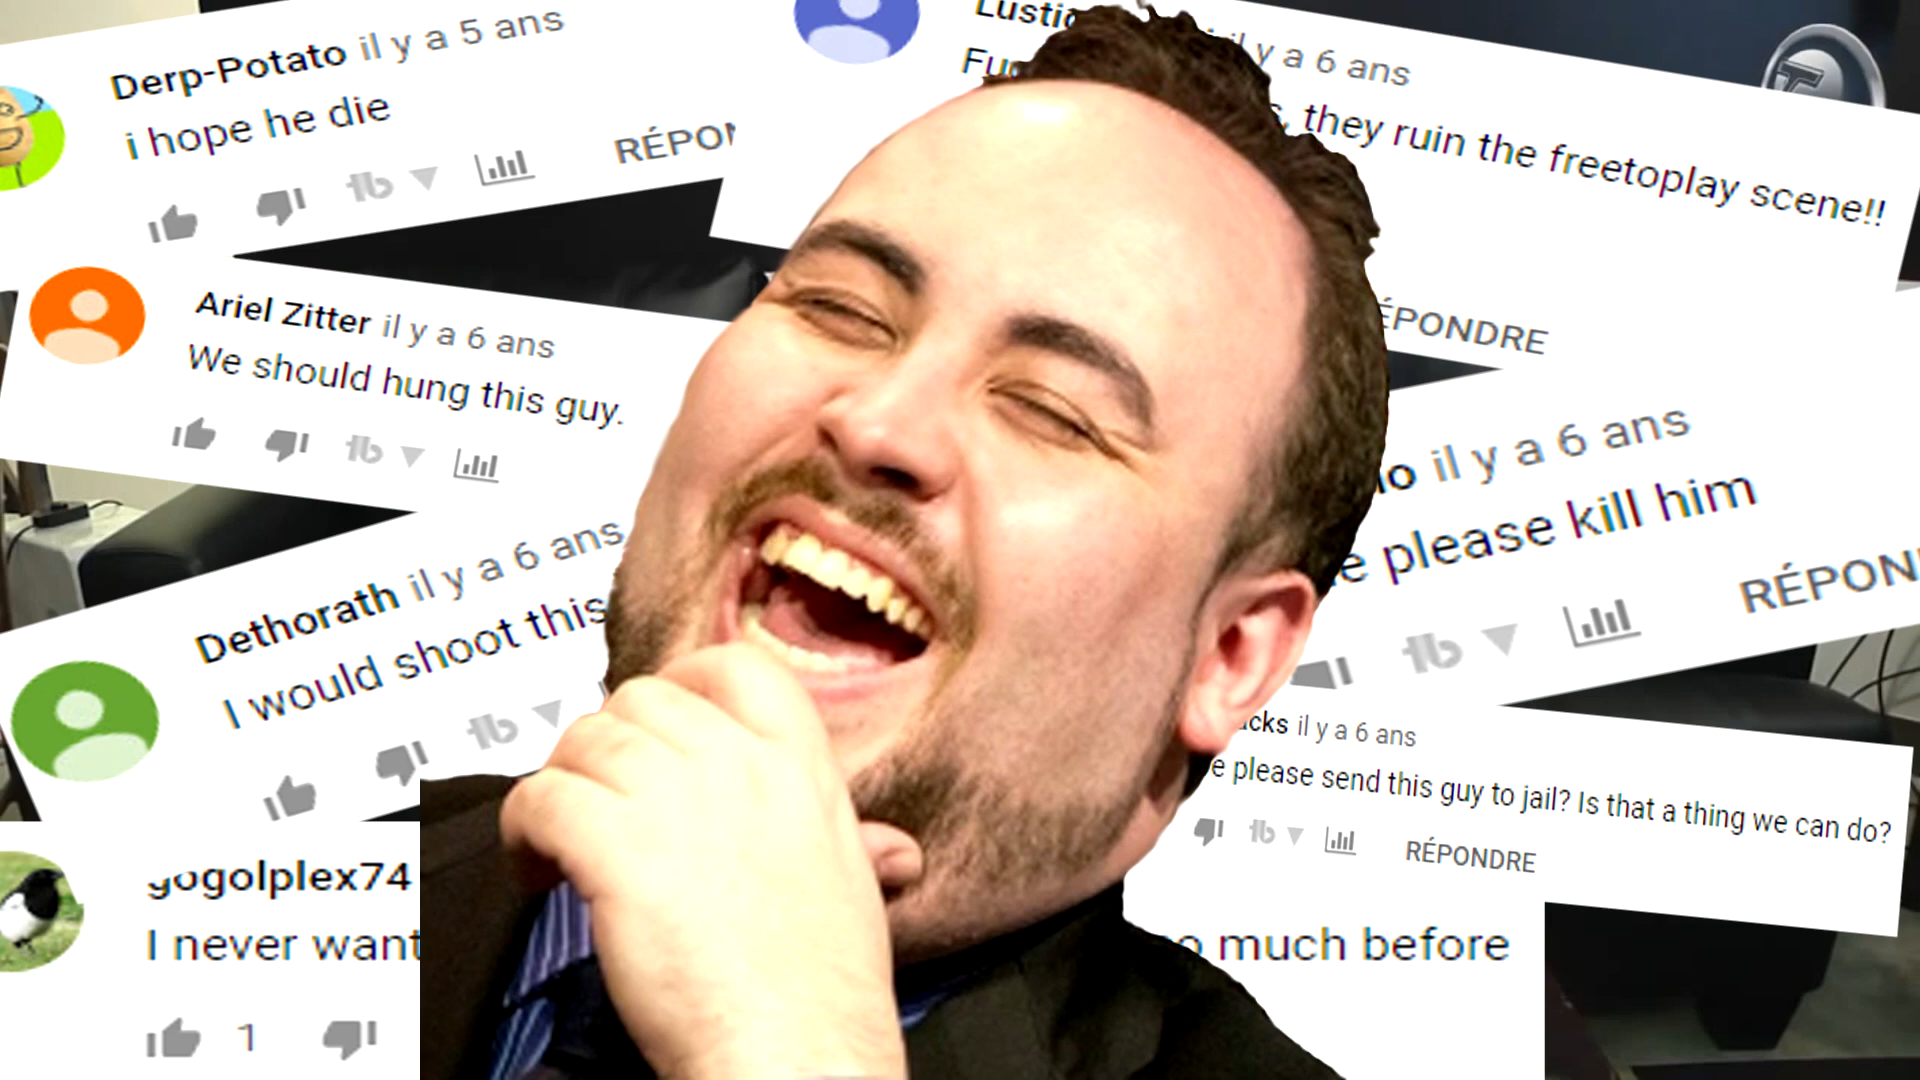 Derp-Potato il y a 5 ans
i hope he die
RÉPON
il y a 6 ans
they ruin the freetoplay scene!!
RÉPONDRE
Ariel Zitter il y a 6 ans
We should hung this guy.
il y a 6 ans
please kill him
RÉPON
Dethorath il y a 6 ans
I would shoot this
il y a 6 ans
please send this guy to jail? Is that a thing we can do?
RÉPONDRE
gogolplex74
I never want
much before
1